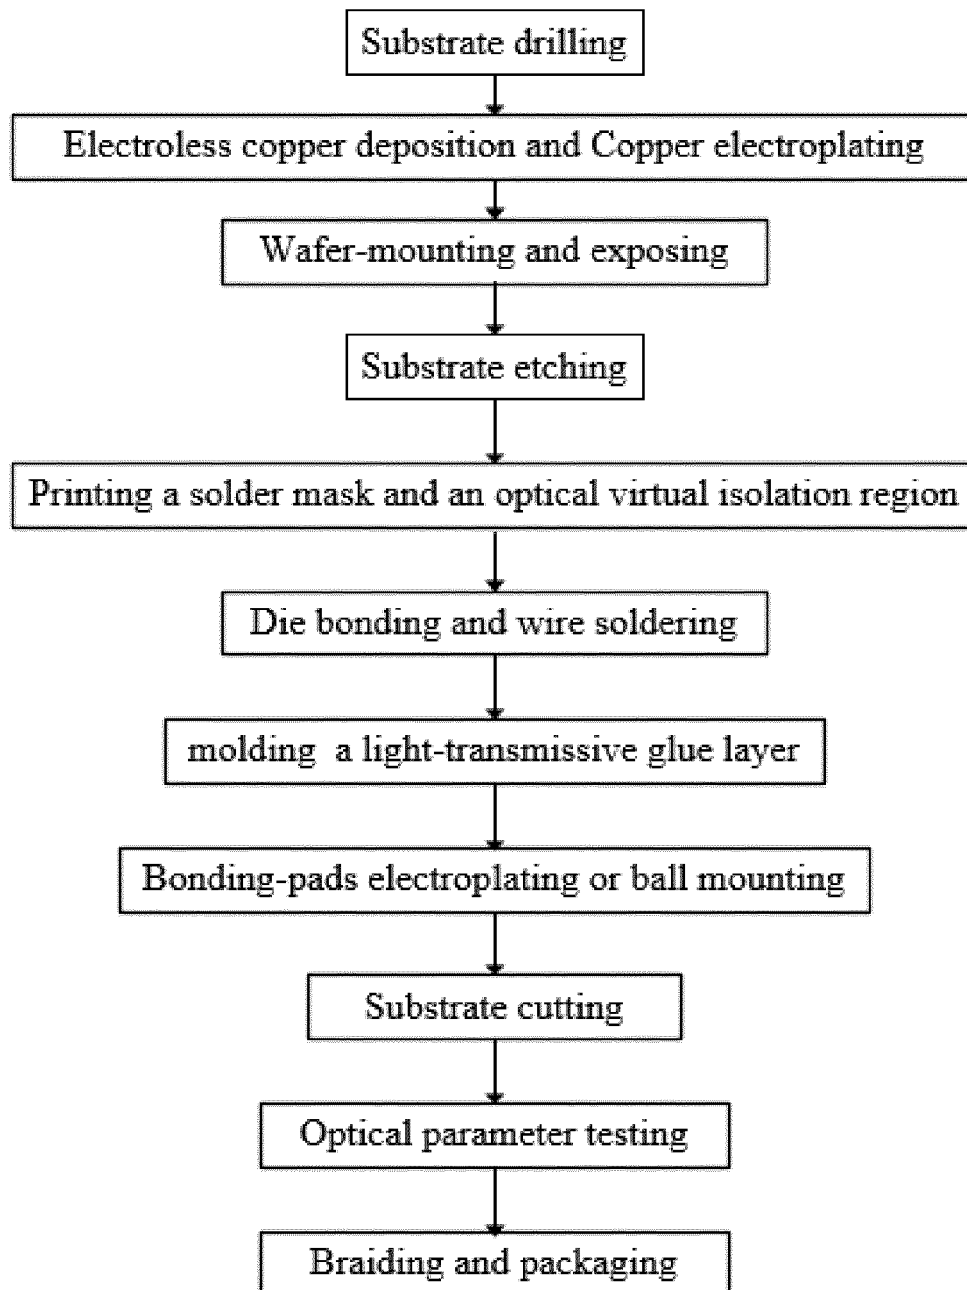 Substrate drilling
Electroless copper deposition and Copper electroplating
Wafer-mounting and exposing
Substrate etching
Printing a solder mask and an optical virtual isolation region
Die bonding and wire soldering
molding a light-transmissive glue layer
Bonding-pads electroplating or ball mounting
Substrate cutting
Optical parameter testing
Braiding and packaging